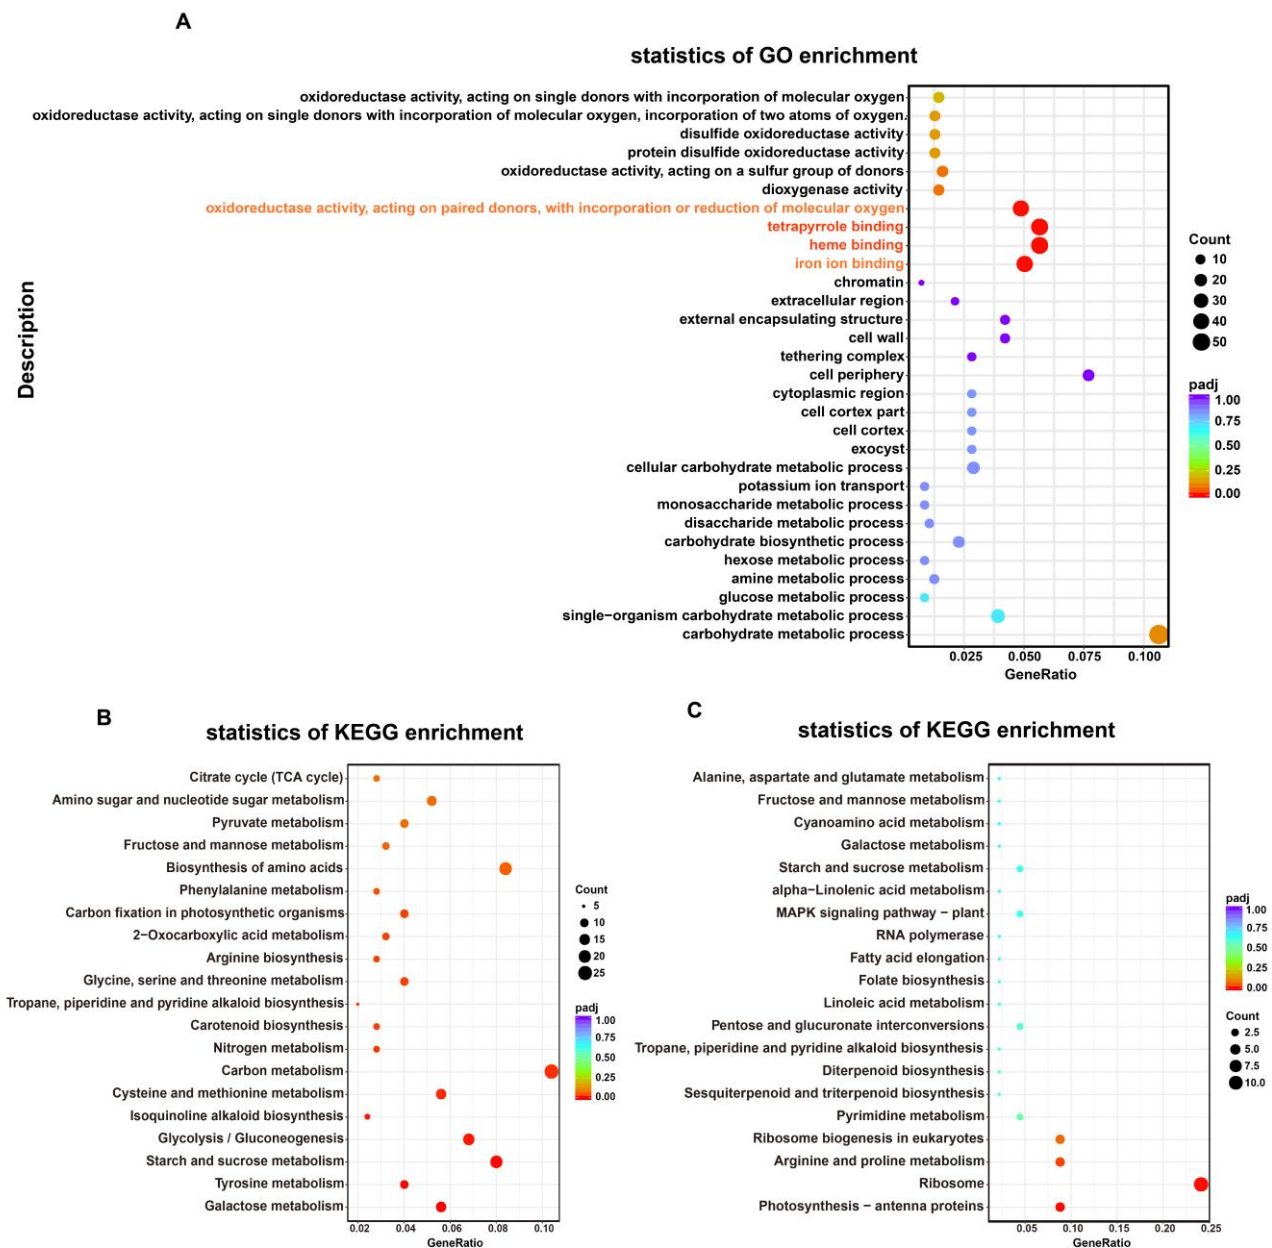 A
statistics of GO enrichment
Description
oxidoreductase activity, acting on single donors with incorporation of molecular oxygen
oxidoreductase activity, acting on single donors with incorporation of molecular oxygen, incorporation of two atoms of oxygen
disulfide oxidoreductase activity
protein disulfide oxidoreductase activity
oxidoreductase activity, acting on a sulfur group of donors
dioxygenase activity
oxidoreductase activity, acting on paired donors, with incorporation or reduction of molecular oxygen
tetrapyrrole binding
heme binding
iron ion binding
chromatin
extracellular region
external encapsulating structure
cell wall
tethering complex
cell periphery
cytoplasmic region
cell cortex part
cell cortex
exocyst
cellular carbohydrate metabolic process
potassium ion transport
monosaccharide metabolic process
disaccharide metabolic process
carbohydrate biosynthetic process
hexose metabolic process
amine metabolic process
glucose metabolic process
single−organism carbohydrate metabolic process
carbohydrate metabolic process
0.025 0.050 0.075 0.100
GeneRatio
Count
10
20
30
40
50
padj
1.00
0.75
0.50
0.25
0.00
B
statistics of KEGG enrichment
Citrate cycle (TCA cycle)
Amino sugar and nucleotide sugar metabolism
Pyruvate metabolism
Fructose and mannose metabolism
Biosynthesis of amino acids
Phenylalanine metabolism
Carbon fixation in photosynthetic organisms
2−Oxocarboxylic acid metabolism
Arginine biosynthesis
Glycine, serine and threonine metabolism
Tropane, piperidine and pyridine alkaloid biosynthesis
Carotenoid biosynthesis
Nitrogen metabolism
Carbon metabolism
Cysteine and methionine metabolism
Isoquinoline alkaloid biosynthesis
Glycolysis / Gluconeogenesis
Starch and sucrose metabolism
Tyrosine metabolism
Galactose metabolism
0.02 0.04 0.06 0.08 0.10
GeneRatio
Count
5
10
15
20
25
padj
1.00
0.75
0.50
0.25
0.00
C
statistics of KEGG enrichment
Alanine, aspartate and glutamate metabolism
Fructose and mannose metabolism
Cyanoamino acid metabolism
Galactose metabolism
Starch and sucrose metabolism
alpha−Linolenic acid metabolism
MAPK signaling pathway − plant
RNA polymerase
Fatty acid elongation
Folate biosynthesis
Linoleic acid metabolism
Pentose and glucuronate interconversions
Tropane, piperidine and pyridine alkaloid biosynthesis
Diterpenoid biosynthesis
Sesquiterpenoid and triterpenoid biosynthesis
Pyrimidine metabolism
Ribosome biogenesis in eukaryotes
Arginine and proline metabolism
Ribosome
Photosynthesis − antenna proteins
0.05 0.10 0.15 0.20 0.25
GeneRatio
padj
1.00
0.75
0.50
0.25
0.00
Count
2.5
5.0
7.5
10.0